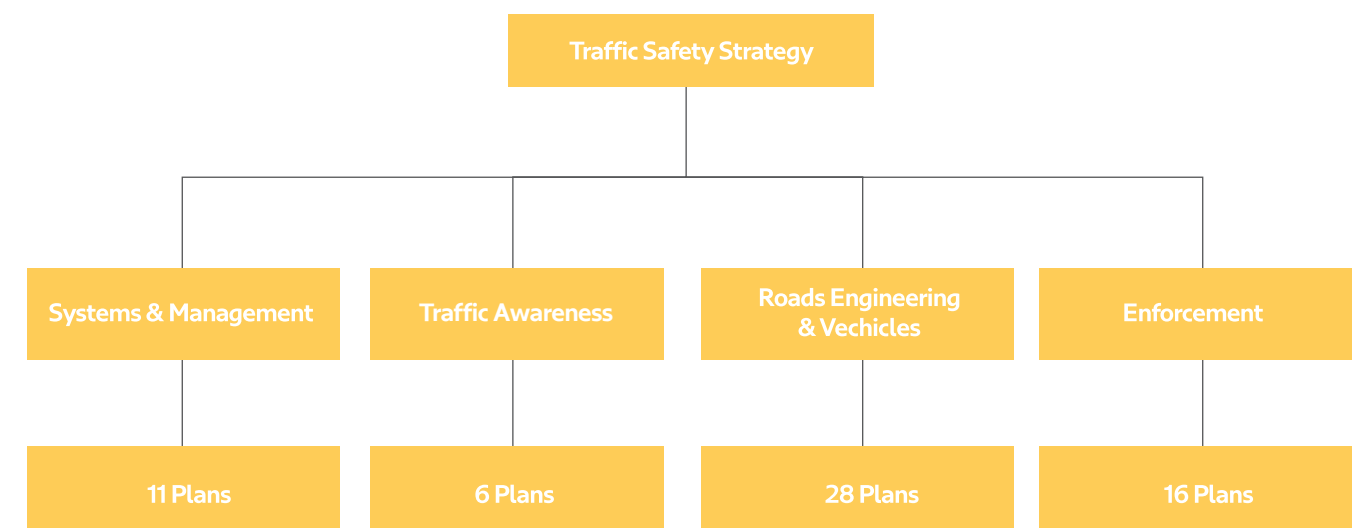 Traffic Safety Strategy
Systems & Management
Traffic Awareness
Roads Engineering
& Vechicles
Enforcement
11 Plans
6 Plans
28 Plans
16 Plans